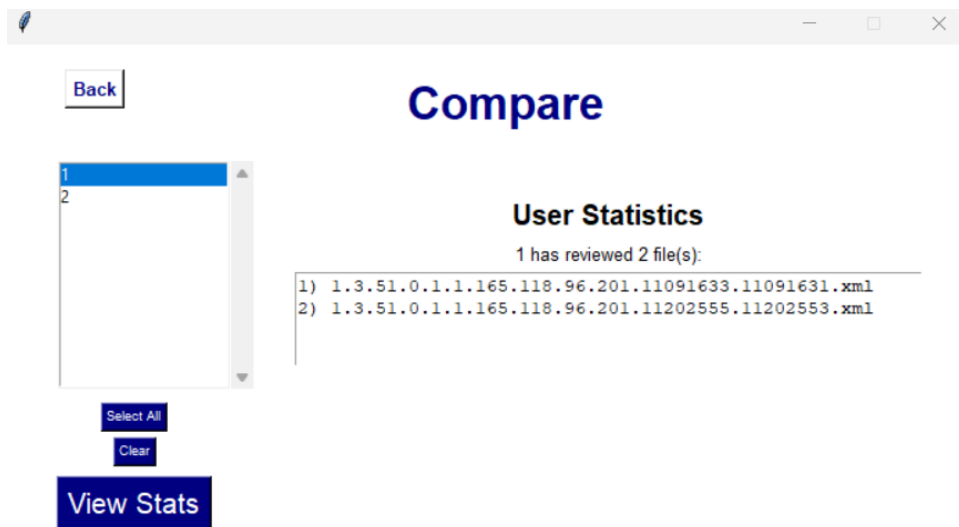 Back
Compare
1
2
User Statistics
1 has reviewed 2 file(s):
1) 1.3.51.0.1.1.165.118.96.201.11091633.11091631.xml
2) 1.3.51.0.1.1.165.118.96.201.11202555.11202553.xml
Select All
Clear
View Stats